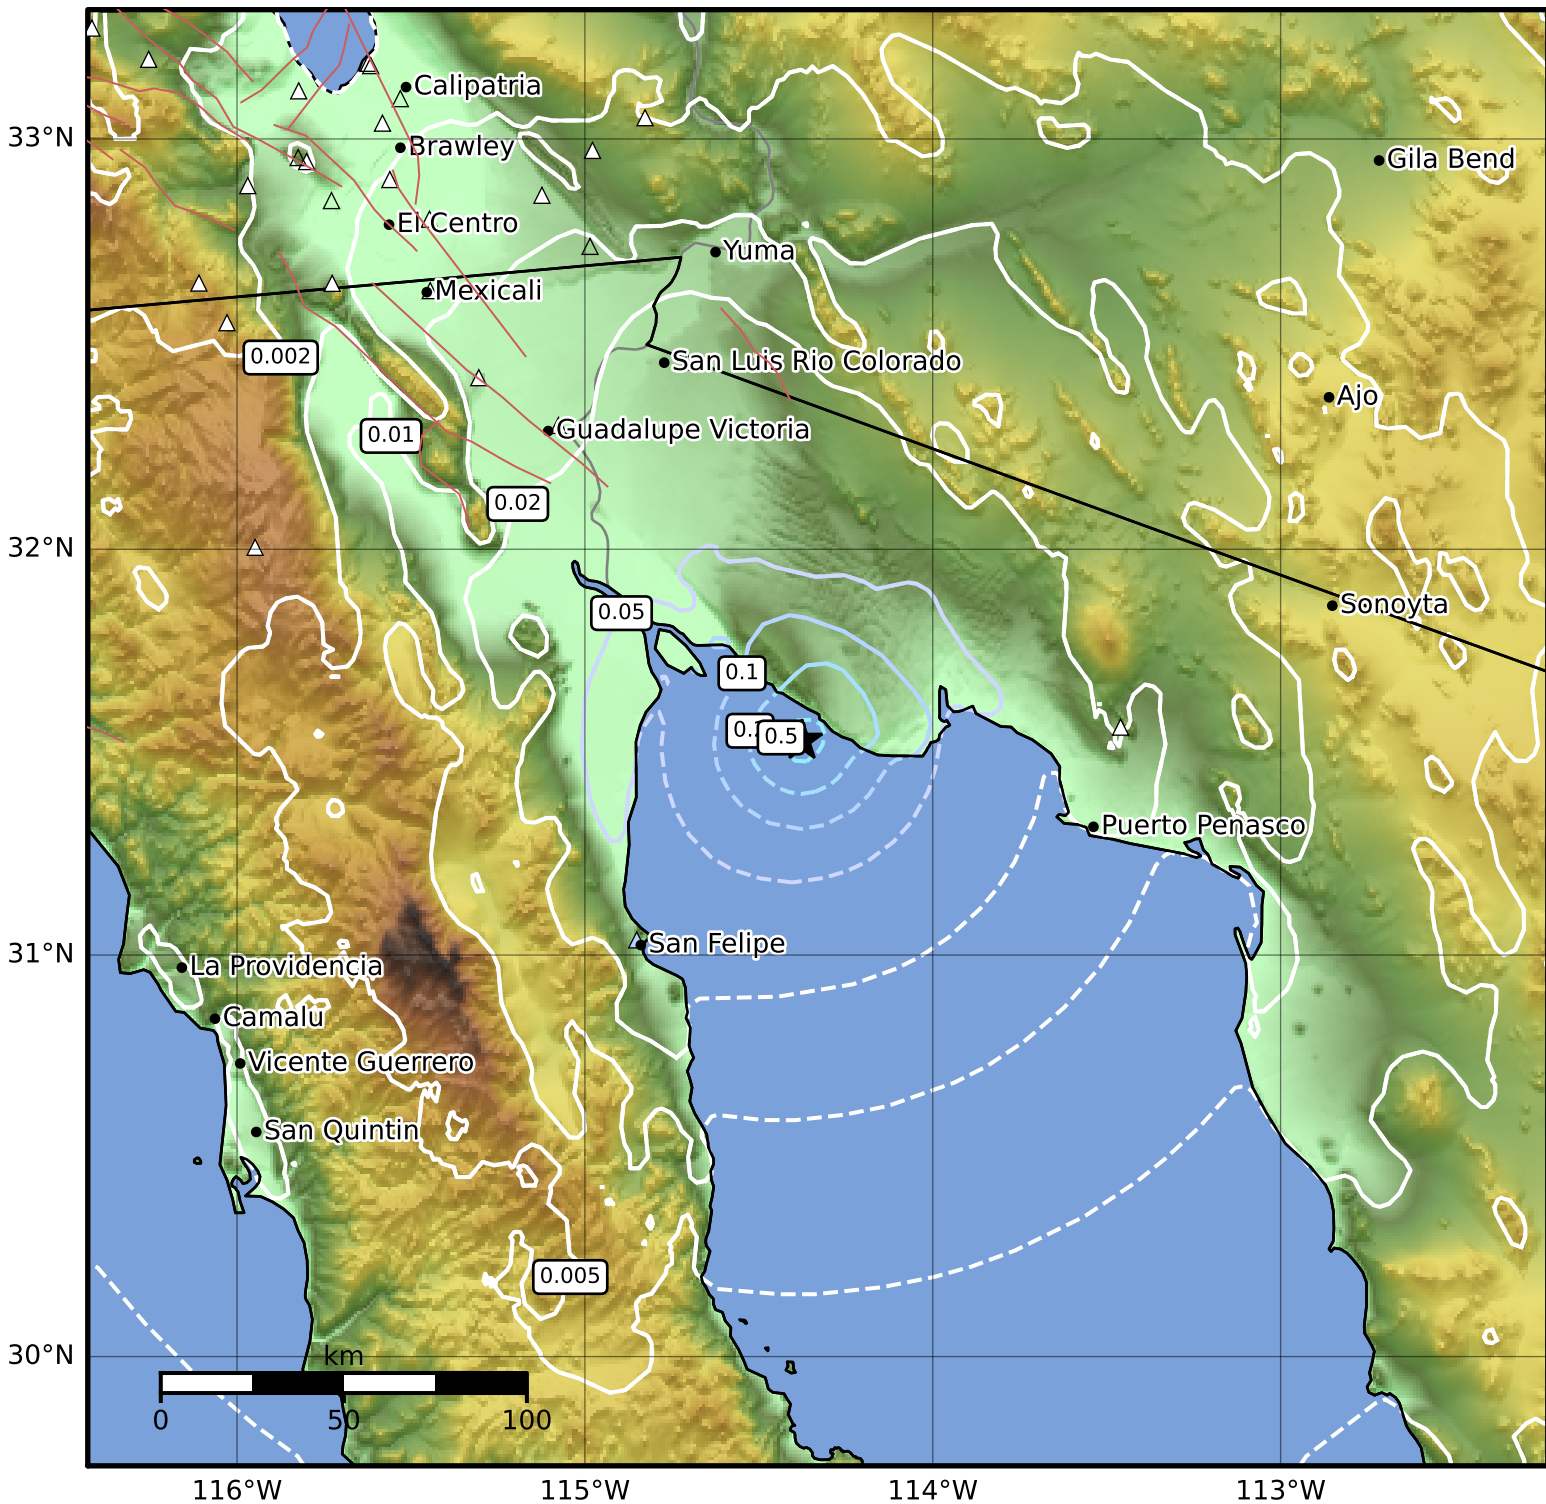 Calipatria
33°N
Brawley
Gila Bend
El Centro
Yuma
Mexicali
0.002
San Luis Rio Colorado
Ajo
0.01
Guadalupe Victoria
0.02
32°N
0.05
Sonoyta
0.1
0.5
Puerto Penasco
San Felipe
31°N
La Providencia
Camalu
Vicente Guerrero
San Quintin
0.005
30°N
km
0 50 100
116°W 115°W 114°W 113°W